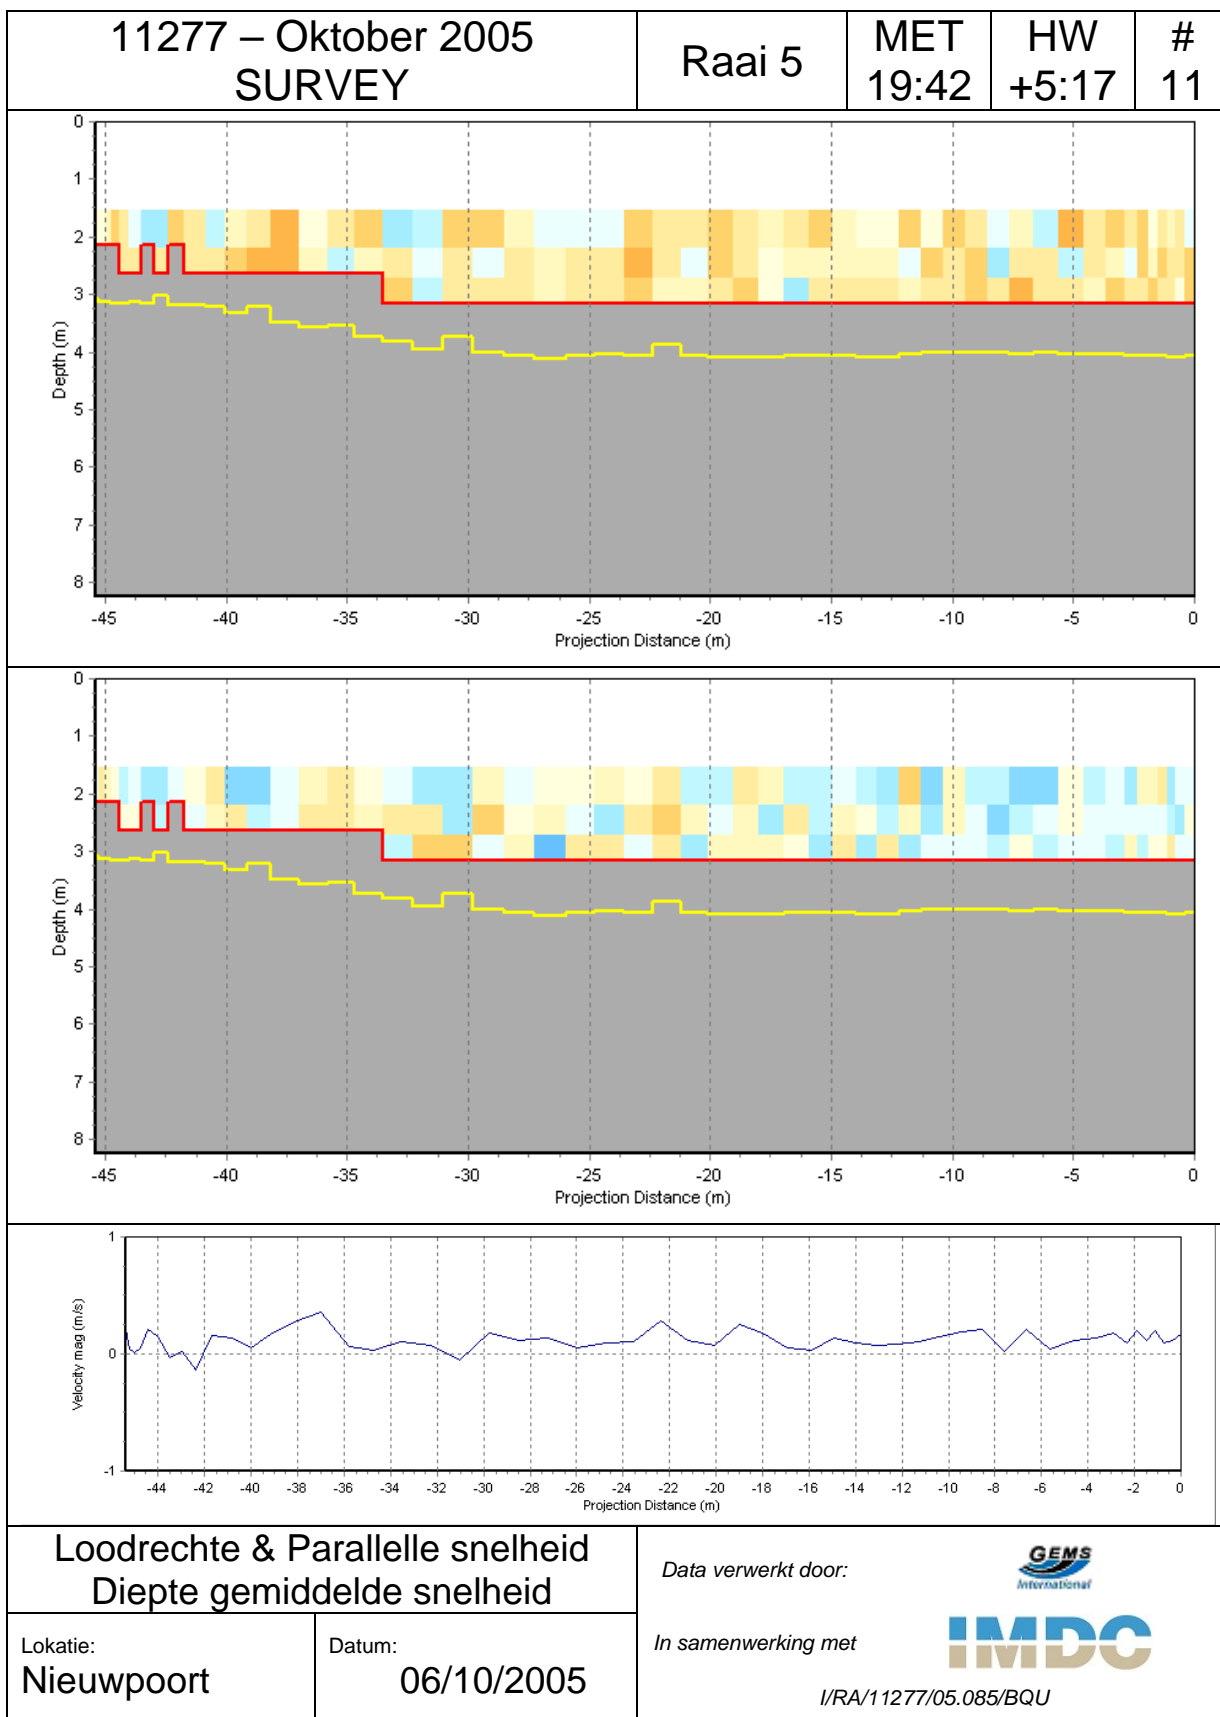 11277 – Oktober 2005
SURVEY
Raai 5
MET
19:42
HW
+5:17
#
11
0
1
2
3
4
5
6
7
8
Depth (m)
-45 -40 -35 -30 -25 -20 -15 -10 -5 0
Projection Distance (m)
0
1
2
3
4
5
6
7
8
Depth (m)
-45 -40 -35 -30 -25 -20 -15 -10 -5 0
Projection Distance (m)
1
0
-1
Velocity mag (m/s)
-44 -42 -40 -38 -36 -34 -32 -30 -28 -26 -24 -22 -20 -18 -16 -14 -12 -10 -8 -6 -4 -2 0
Projection Distance (m)
Loodrechte & Parallelle snelheid
Diepte gemiddelde snelheid
Lokatie:
Nieuwpoort
Datum:
06/10/2005
Data verwerkt door:
GEMS
International
In samenwerking met
IMDC
I/RA/11277/05.085/BQU